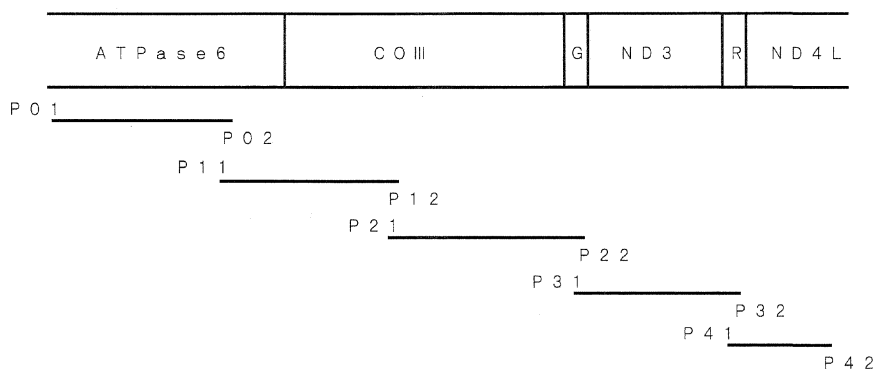 ATPase6 COⅢ G ND3 R ND4L
P01
P02
P11
P12
P21
P22
P31
P32
P41
P42